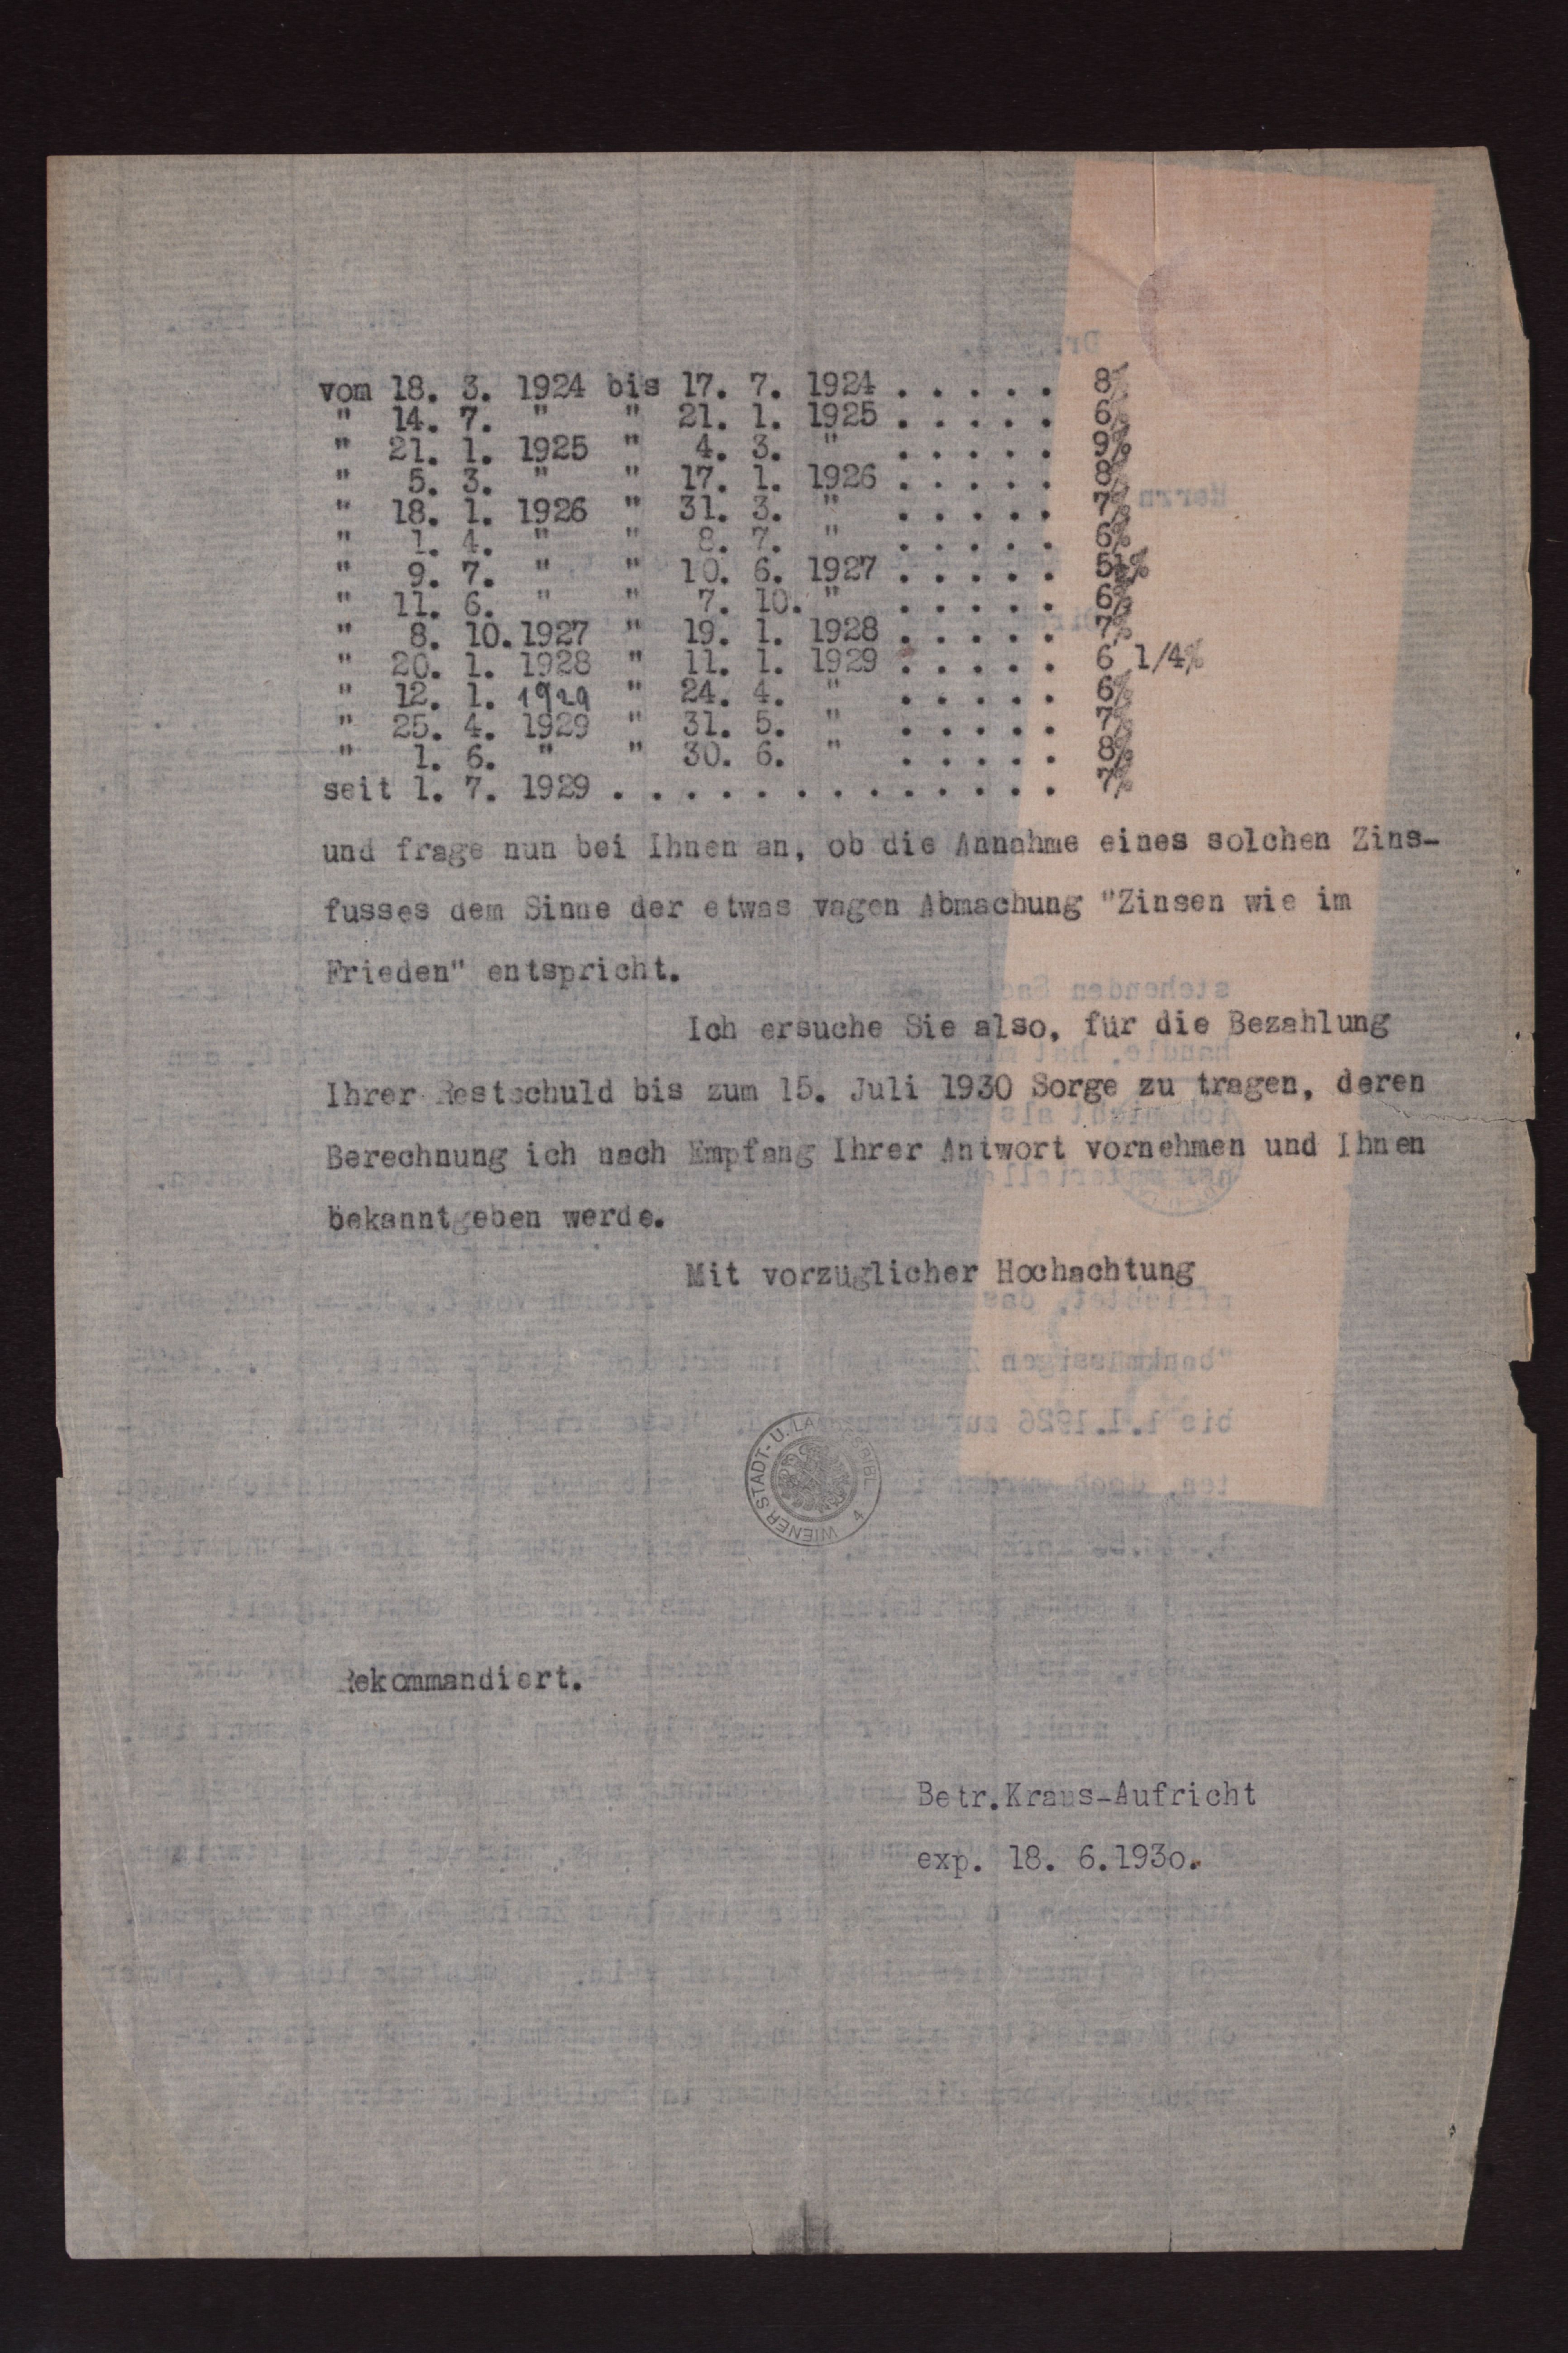 vom 18. 3. 1924 bis 17. 7. 1924 . . . . . 8%
" 14. 7. " " 21. 1. 1925 . . . . . 6%
" 21. 1. 1925 " 4. 3. " . . . . . 9%
" 5. 3. " " 17. 1. 1926 . . . . . 8%
" 18. 1. 1926 " 31. 3. " . . . . . 7%
" 1. 4. " " 8. 7. " . . . . . 6%
" 9. 7. " " 10. 6. 1927 . . . . . 5½%
" 11. 6. " " 7. 10. " . . . . . 6%
" 8. 10. 1927 " 19. 1. 1928 . . . . . 7%
" 20. 1. 1928 " 11. 1. 1929 . . . . . 6 1/4%
" 12. 1. 1929 " 24. 4. " . . . . . 6%
" 25. 4. 1929 " 31. 5. " . . . . . 7%
" 1. 6. " " 30. 6. " . . . . . 8%
seit 1. 7. 1929 . . . . . . . . . . . . . 7%
und frage nun bei Ihnen an, ob die Annahme eines solchen Zins-
fusses dem Sinne der etwas vagen Abmachung "Zinsen wie im
Frieden" entspricht.
Ich ersuche Sie also, für die Bezahlung
Ihrer Restschuld bis zum 15. Juli 1930 Sorge zu tragen, deren
Berechnung ich nach Empfang Ihrer Antwort vornehmen und Ihnen
bekanntgeben werde.
Mit vorzüglicher Hochachtung
WIENER STADT- U. LANDESBIBL.
Rekommandiert.
Betr.Kraus-Aufricht
exp. 18. 6.193o.